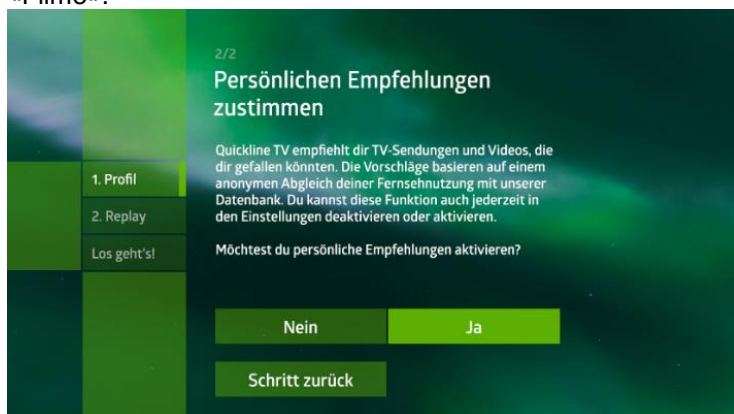 2/2
Persönlichen Empfehlungen
zustimmen
Quickline TV empfiehlt dir TV-Sendungen und Videos, die
dir gefallen könnten. Die Vorschläge basieren auf einem
anonymen Abgleich deiner Fernsehnutzung mit unserer
Datenbank. Du kannst diese Funktion auch jederzeit in
den Einstellungen deaktivieren oder aktivieren.
Möchtest du persönliche Empfehlungen aktivieren?
1. Profil
2. Replay
Los geht's!
Nein
Ja
Schritt zurück